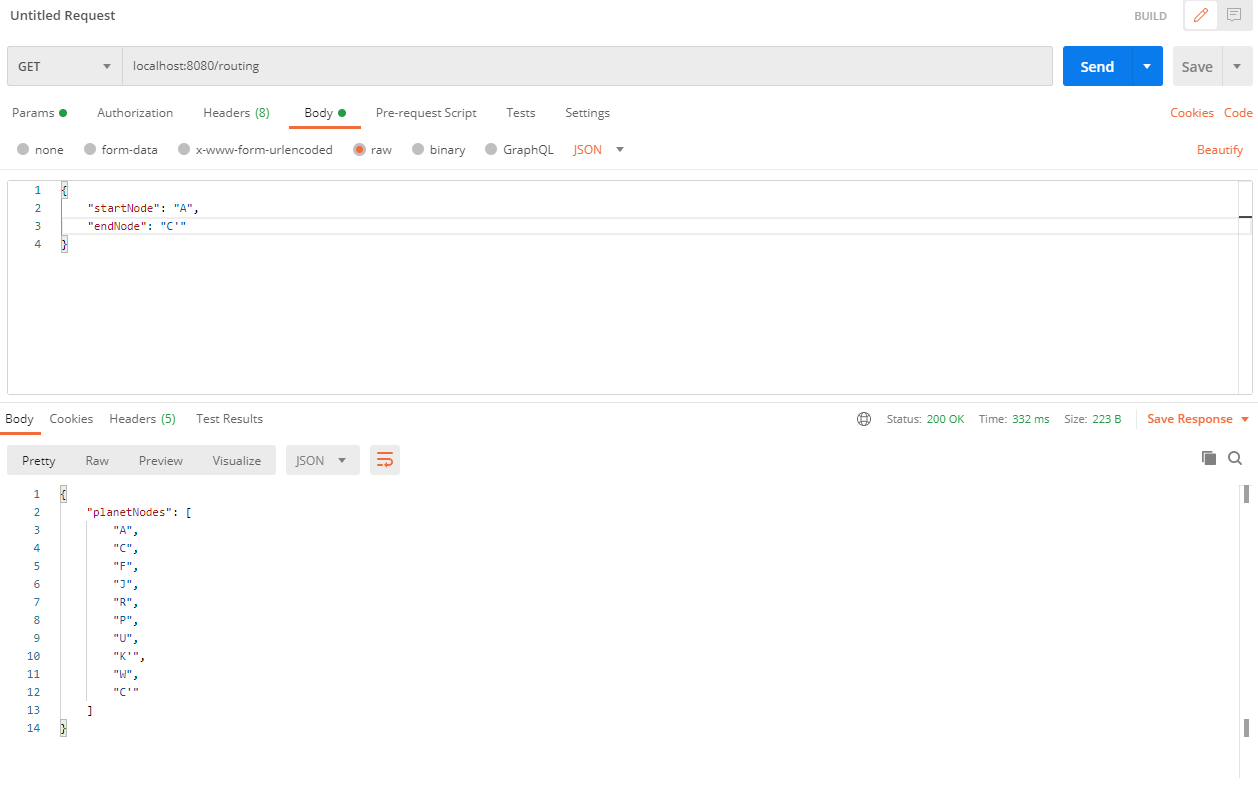 Untitled Request
BUILD
GET localhost:8080/routing Send Save
Params Authorization Headers (8) Body Pre-request Script Tests Settings Cookies Code
none form-data x-www-form-urlencoded raw binary GraphQL JSON Beautify
1 {
2 "startNode": "A",
3 "endNode": "C'"
4 }
Body Cookies Headers (5) Test Results Status: 200 OK Time: 332 ms Size: 223 B Save Response
Pretty Raw Preview Visualize JSON
1 {
2 "planetNodes": [
3 "A",
4 "C",
5 "F",
6 "J",
7 "R",
8 "P",
9 "U",
10 "K'",
11 "W",
12 "C'"
13 ]
14 }